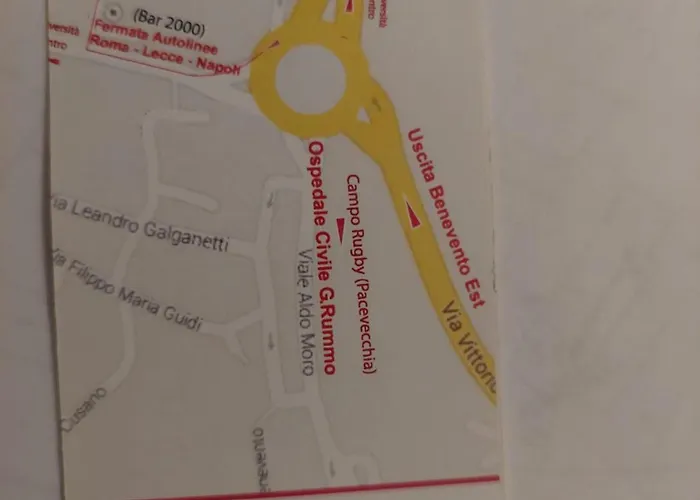 (Bar 2000)
Fermata Autolinee
Roma - Lecce - Napoli
Uscita Benevento Est
Campo Rugby (Pacevecchia)
Ospedale Civile G.Rummo
Viale Aldo Moro
Leandro Galganetti
Filippo Maria Guidi
Cusano
Via